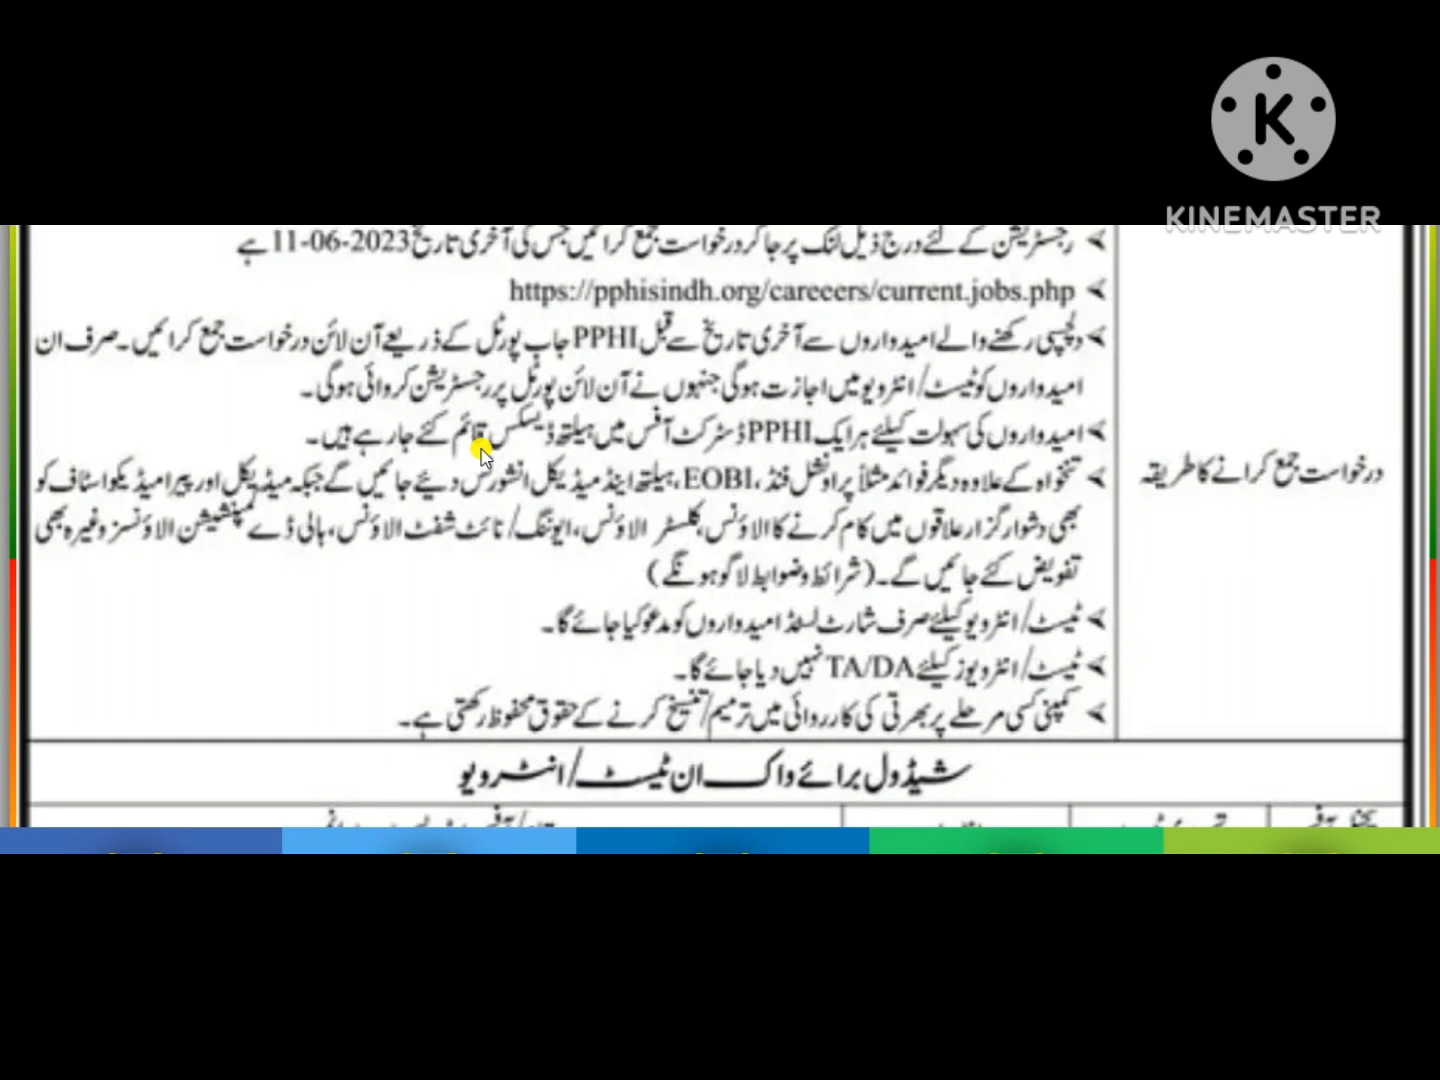 KINEMASTER
رجسٹریشن کے لئے درج ذیل لنک پر جا کر درخواست جمع کرائیں جس کی آخری تاریخ 11-06-2023 ہے
https://pphisindh.org/careeers/current.jobs.php
دلچسپی رکھنے والے امیدواروں سے آخری تاریخ سے قبل PPHI جاب پورٹل کے ذریعے آن لائن درخواست جمع کرائیں۔ صرف ان
امیدواروں کو ٹیسٹ/انٹرویو میں اجازت ہوگی جنہوں نے آن لائن پورٹل پر رجسٹریشن کروائی ہوگی۔
امیدواروں کی سہولت کیلئے ہر ایک PPHI ڈسٹرکٹ آفس میں ہیلتھ ڈیسکس قائم کئے جا رہے ہیں۔
درخواست جمع کرانے کا طریقہ
تنخواہ کے علاوہ دیگر فوائد مثلاً پراونشل فنڈ، EOBI، ہیلتھ اینڈ میڈیکل انشورنس دیئے جائیں گے جبکہ میڈیکل اور پیرا میڈیکو اسٹاف کو
بھی دشوار گزار علاقوں میں کام کرنے کا الاؤنس، کلسٹر الاؤنس، ایوننگ/نائٹ شفٹ الاؤنس، ہالی ڈے کمپنشیشن الاؤنسز وغیرہ بھی
تفویض کئے جائیں گے۔ (شرائط و ضوابط لاگو ہونگے)
ٹیسٹ/انٹرویو کیلئے صرف شارٹ لسٹڈ امیدواروں کو مدعو کیا جائے گا۔
ٹیسٹ/انٹرویوز کیلئے TA/DA نہیں دیا جائے گا۔
کمپنی کسی مرحلے پر بھرتی کی کارروائی میں ترمیم/تنسیخ کرنے کے حقوق محفوظ رکھتی ہے۔
شیڈول برائے واک ان ٹیسٹ/انٹرویو